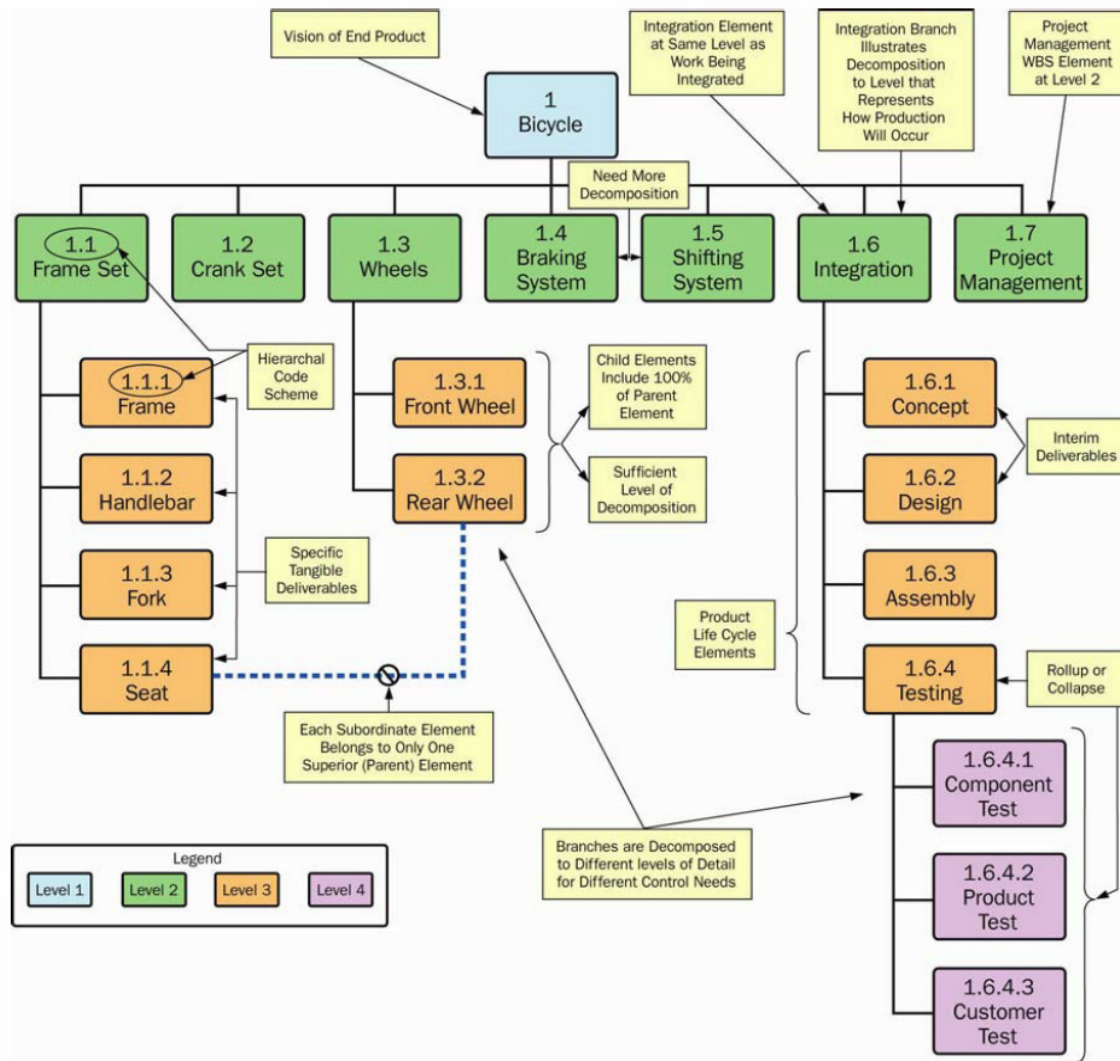 Vision of End Product
Integration Element
at Same Level as
Work Being
Integrated
Integration Branch
Illustrates
Decomposition
to Level that
Represents
How Production
Will Occur
Project
Management
WBS Element
at Level 2
1
Bicycle
Need More
Decomposition
1.1
Frame Set
1.2
Crank Set
1.3
Wheels
1.4
Braking
System
1.5
Shifting
System
1.6
Integration
1.7
Project
Management
1.1.1
Frame
Hierarchal
Code
Scheme
1.3.1
Front Wheel
Child Elements
Include 100%
of Parent
Element
1.6.1
Concept
1.1.2
Handlebar
1.3.2
Rear Wheel
Sufficient
Level of
Decomposition
1.6.2
Design
Interim
Deliverables
1.1.3
Fork
Specific
Tangible
Deliverables
1.6.3
Assembly
Product
Life Cycle
Elements
1.1.4
Seat
1.6.4
Testing
Rollup or
Collapse
Each Subordinate Element
Belongs to Only One
Superior (Parent) Element
1.6.4.1
Component
Test
Branches are Decomposed
to Different levels of Detail
for Different Control Needs
1.6.4.2
Product
Test
Legend
Level 1
Level 2
Level 3
Level 4
1.6.4.3
Customer
Test